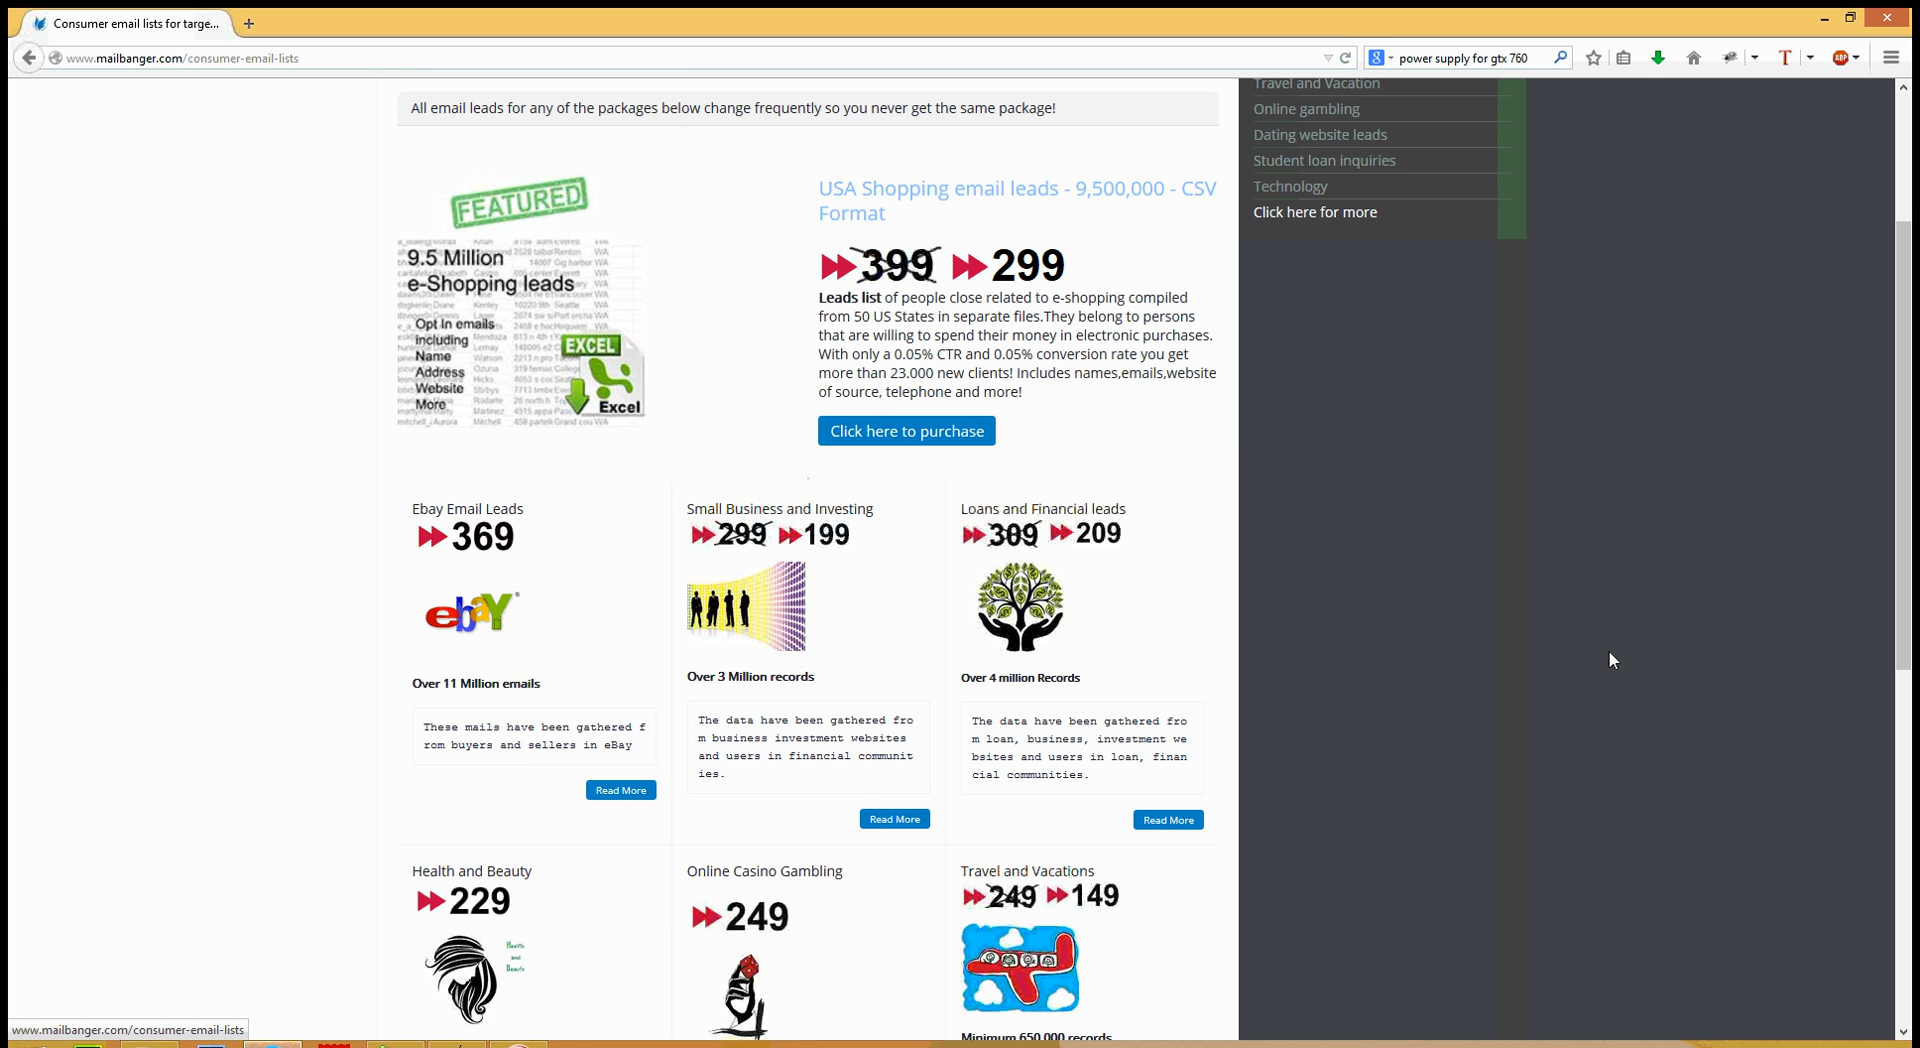 Consumer email lists for targe...
www.mailbanger.com/consumer-email-lists
power supply for gtx 760
T
ABP
All email leads for any of the packages below change frequently so you never get the same package!
Travel and Vacation
Online gambling
Dating website leads
Student loan inquiries
Technology
Click here for more
FEATURED
9.5 Million
e-Shopping leads
Opt In emails
including
Name
Address
Website
More
EXCEL
Excel
USA Shopping email leads - 9,500,000 - CSV
Format
399 299
Leads list of people close related to e-shopping compiled
from 50 US States in separate files.They belong to persons
that are willing to spend their money in electronic purchases.
With only a 0.05% CTR and 0.05% conversion rate you get
more than 23.000 new clients! Includes names,emails,website
of source, telephone and more!
Click here to purchase
Ebay Email Leads
369
ebay
Over 11 Million emails
These mails have been gathered f
rom buyers and sellers in eBay
Read More
Small Business and Investing
299 199
Over 3 Million records
The data have been gathered fro
m business investment websites
and users in financial communit
ies.
Read More
Loans and Financial leads
309 209
Over 4 million Records
The data have been gathered fro
m loan, business, investment we
bsites and users in loan, finan
cial communities.
Read More
Health and Beauty
229
Health
and
Beauty
Online Casino Gambling
249
Travel and Vacations
249 149
Minimum 650.000 records
www.mailbanger.com/consumer-email-lists